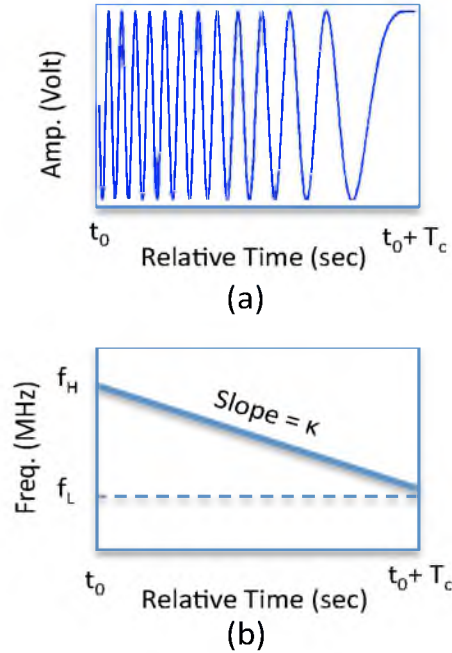 Amp. (Volt)
t0
t0+ Tc
Relative Time (sec)
(a)
Freq. (MHz)
fH
Slope = κ
fL
t0
t0+ Tc
Relative Time (sec)
(b)